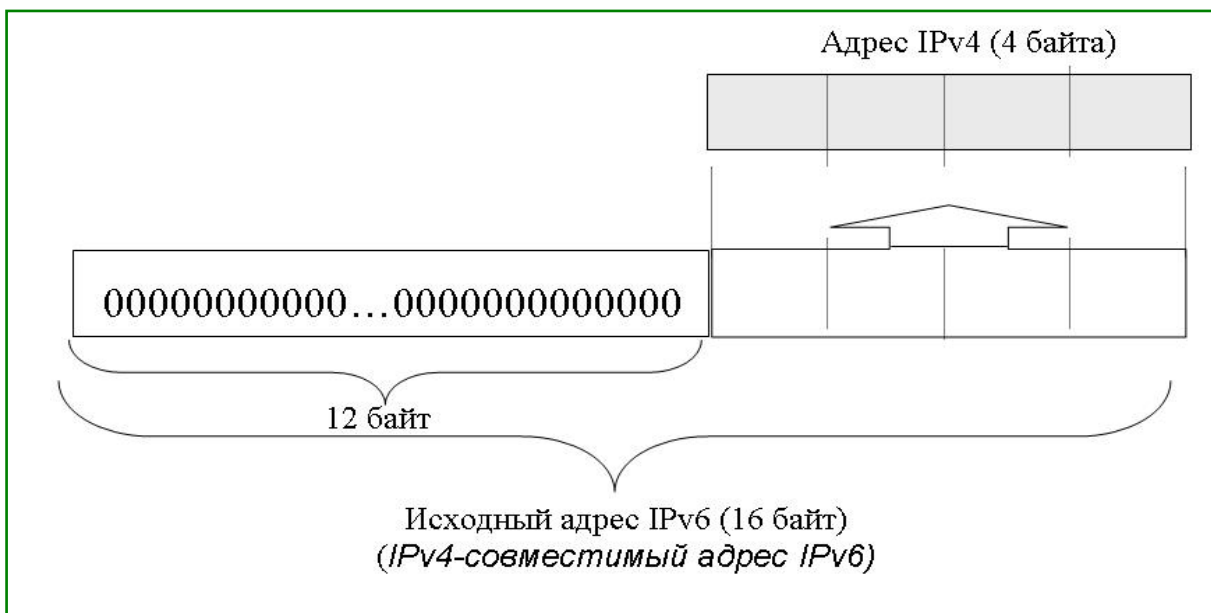 Адрес IPv4 (4 байта)
00000000000...0000000000000
12 байт
Исходный адрес IPv6 (16 байт)
(IPv4-совместимый адрес IPv6)